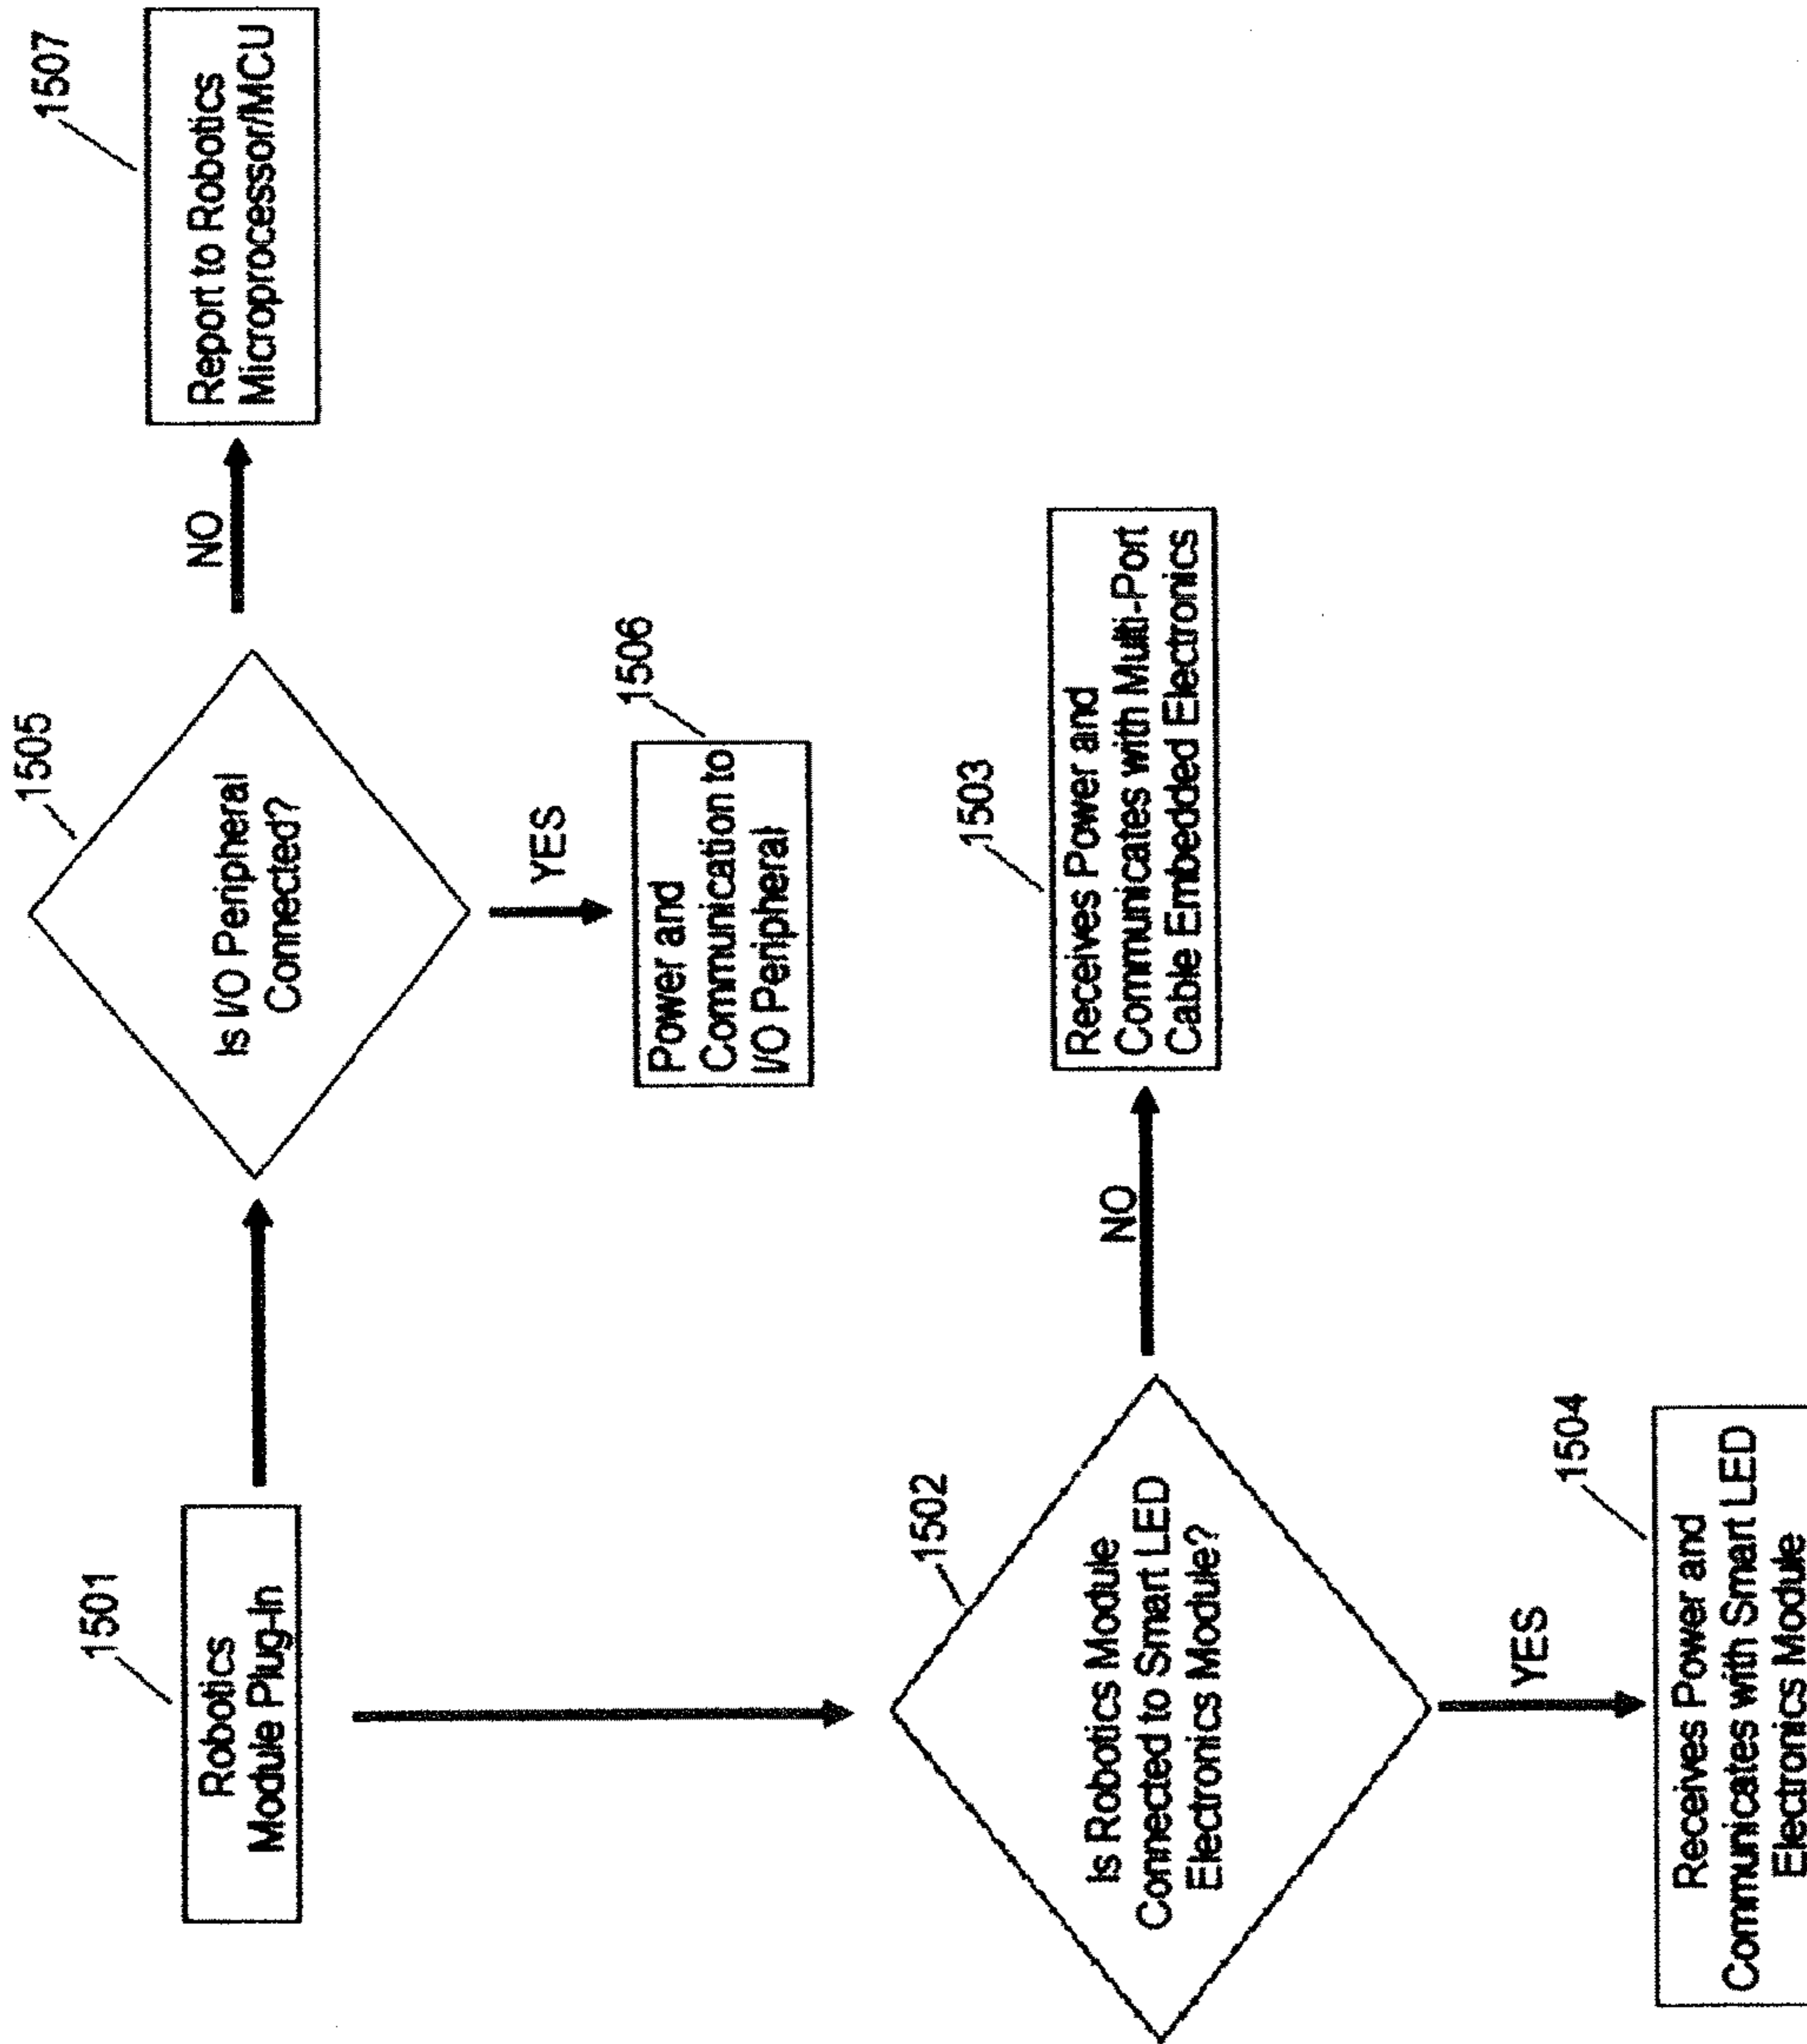 1501
Robotics
Module Plug-In
1505
Is I/O Peripheral
Connected?
NO
1507
Report to Robotics
Microprocessor/MCU
YES
1506
Power and
Communication to
I/O Peripheral
1502
Is Robotics Module
Connected to Smart LED
Electronics Module?
NO
1503
Receives Power and
Communicates with Multi-Port
Cable Embedded Electronics
YES
1504
Receives Power and
Communicates with Smart LED
Electronics Module